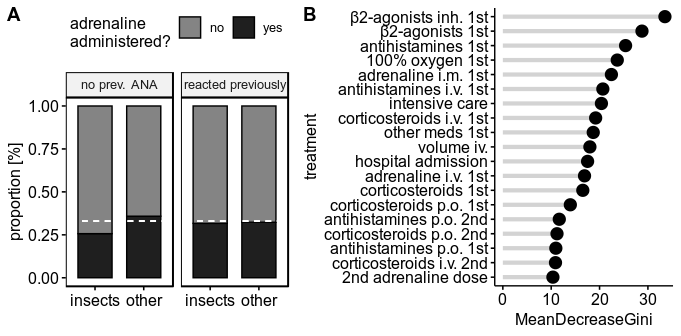 A
adrenaline
administered?
no
yes
no prev. ANA
reacted previously
proportion [%]
1.00
0.75
0.50
0.25
0.00
insects other
insects other
B
treatment
β2-agonists inh. 1st
β2-agonists 1st
antihistamines 1st
100% oxygen 1st
adrenaline i.m. 1st
antihistamines i.v. 1st
intensive care
corticosteroids i.v. 1st
other meds 1st
volume iv.
hospital admission
adrenaline i.v. 1st
corticosteroids 1st
corticosteroids p.o. 1st
antihistamines p.o. 2nd
corticosteroids p.o. 2nd
antihistamines p.o. 1st
corticosteroids i.v. 2nd
2nd adrenaline dose
0 10 20 30
MeanDecreaseGini